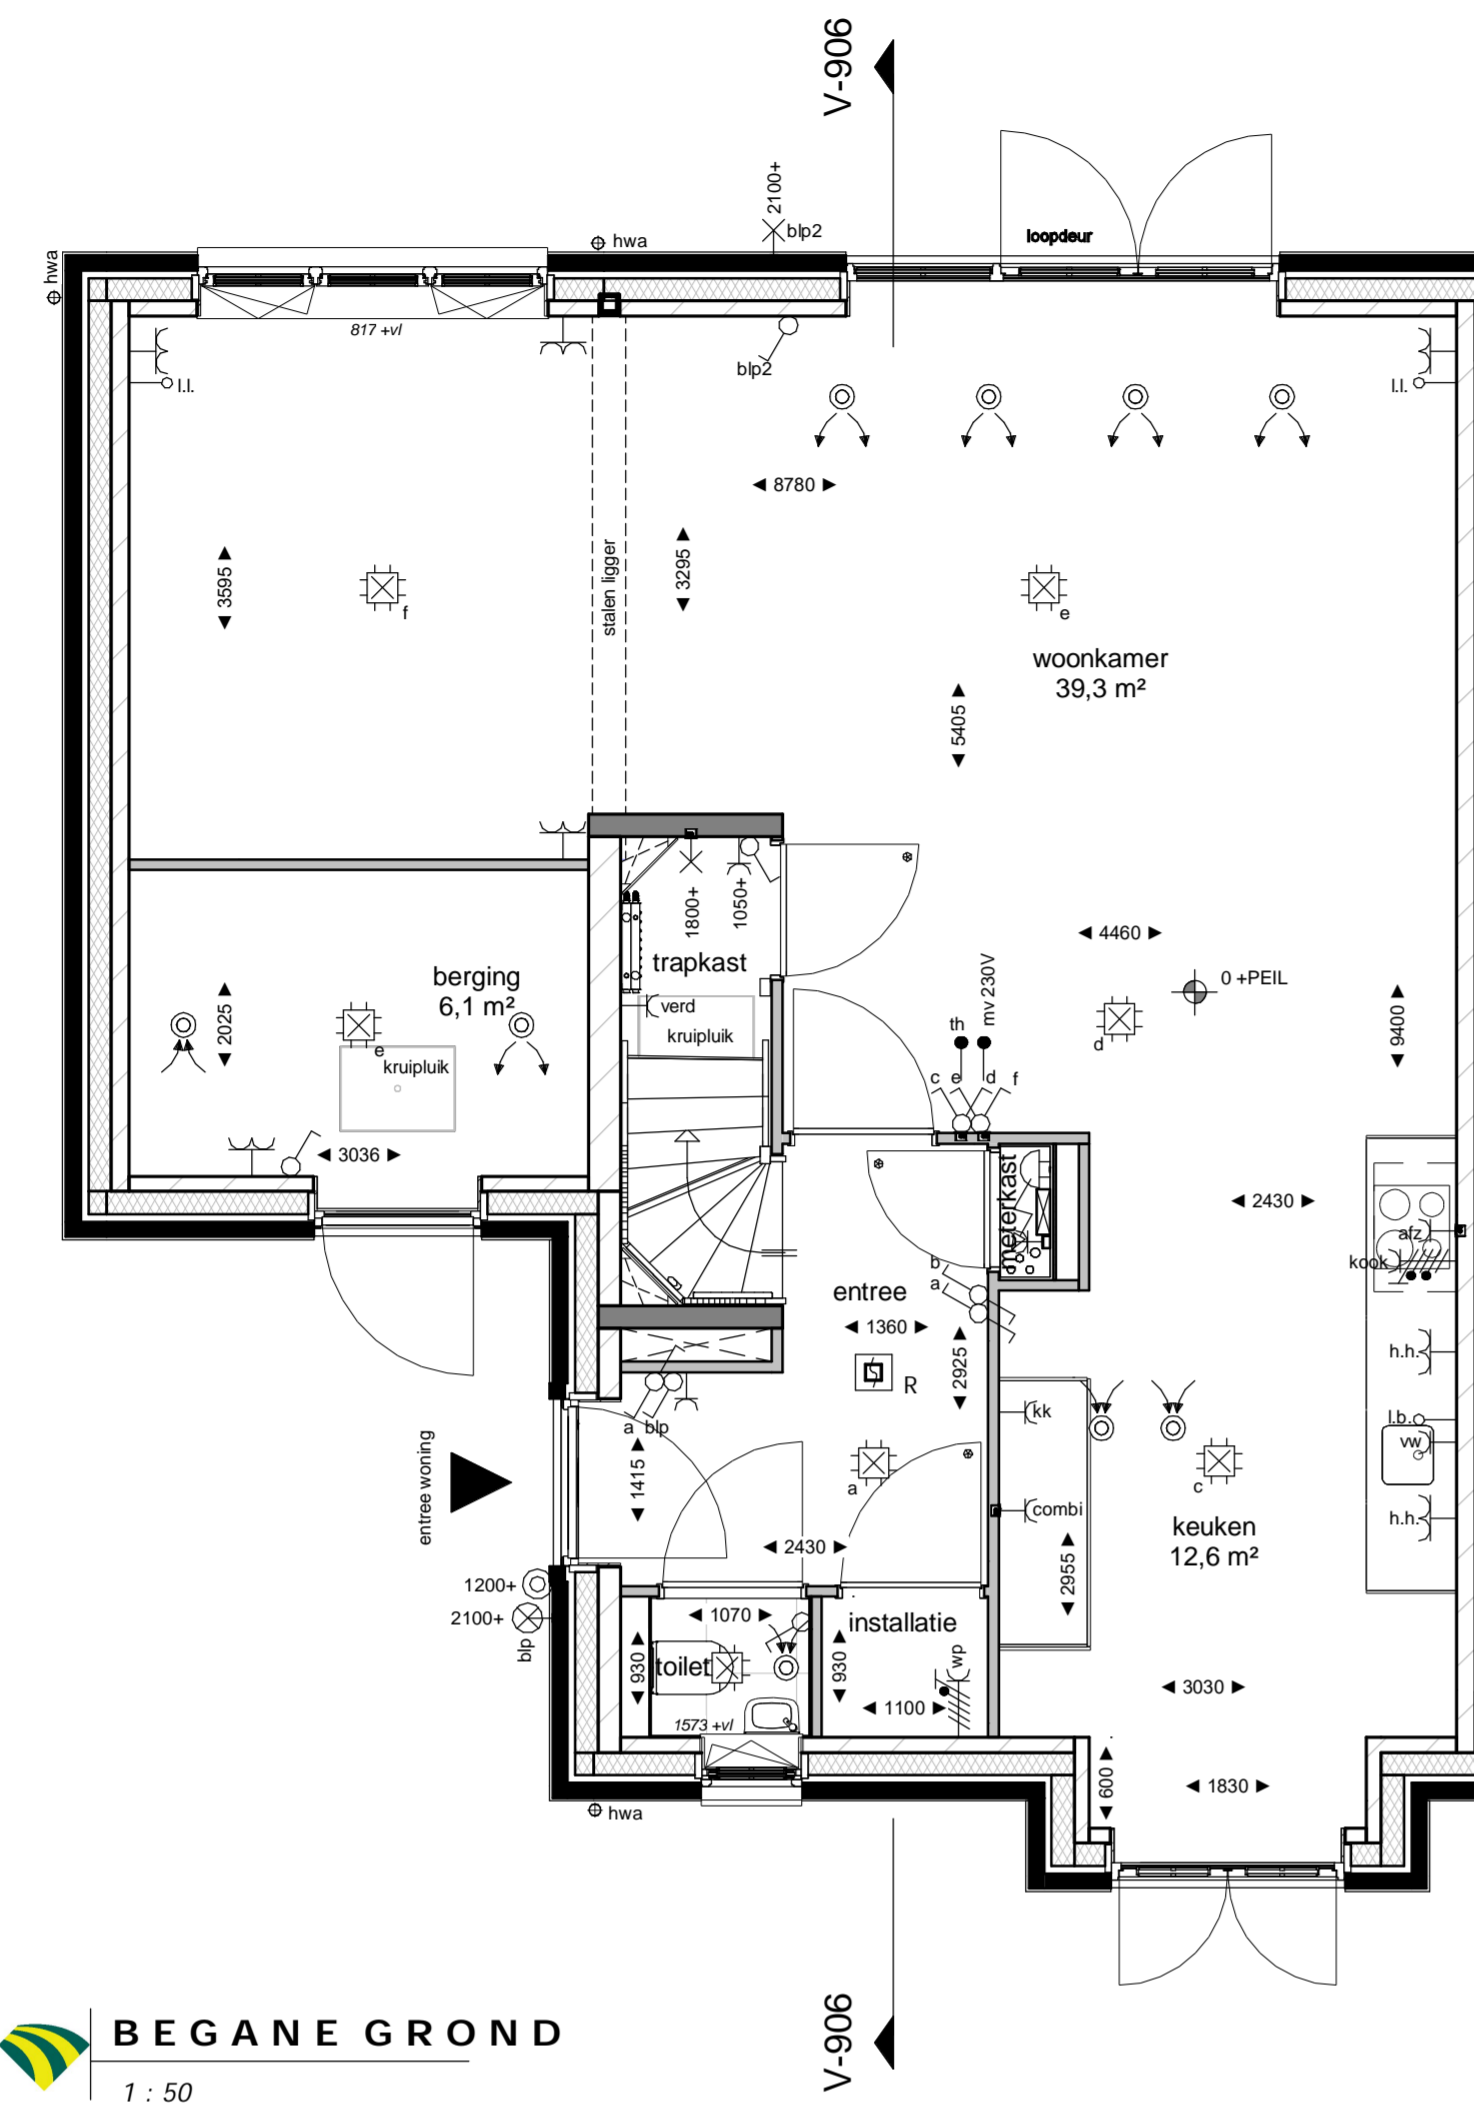 V-906
2100+
blp2
loopdeur
hwa
hwa
817 +vl
blp2
l.l.
l.l.
◄ 8780 ►
◄ 3595 ►
stalen ligger
◄ 3295 ►
f
e
woonkamer
39,3 m²
◄ 5405 ►
1800+
1050+
◄ 4460 ►
trapkast
berging
6,1 m²
0 +PEIL
mv 230V
th
verd
kruipluik
◄ 2025 ►
e
kruipluik
d
◄ 9400 ►
c e d f
◄ 3036 ►
meterkast
◄ 2430 ►
afz
kook
b
a
entree
◄ 1360 ►
◄ 2925 ►
R
h.h.
kk
l.b.
vw
a blp
entree woning
◄ 1415 ►
a
c
combi
h.h.
keuken
12,6 m²
◄ 2430 ►
◄ 2955 ►
1200+
2100+
blp
◄ 1070 ►
installatie
◄ 930 ►
toilet
◄ 930 ►
wp
◄ 1100 ►
◄ 3030 ►
1573 +vl
◄ 600 ►
◄ 1830 ►
hwa
V-906
BEGANE GROND
1 : 50